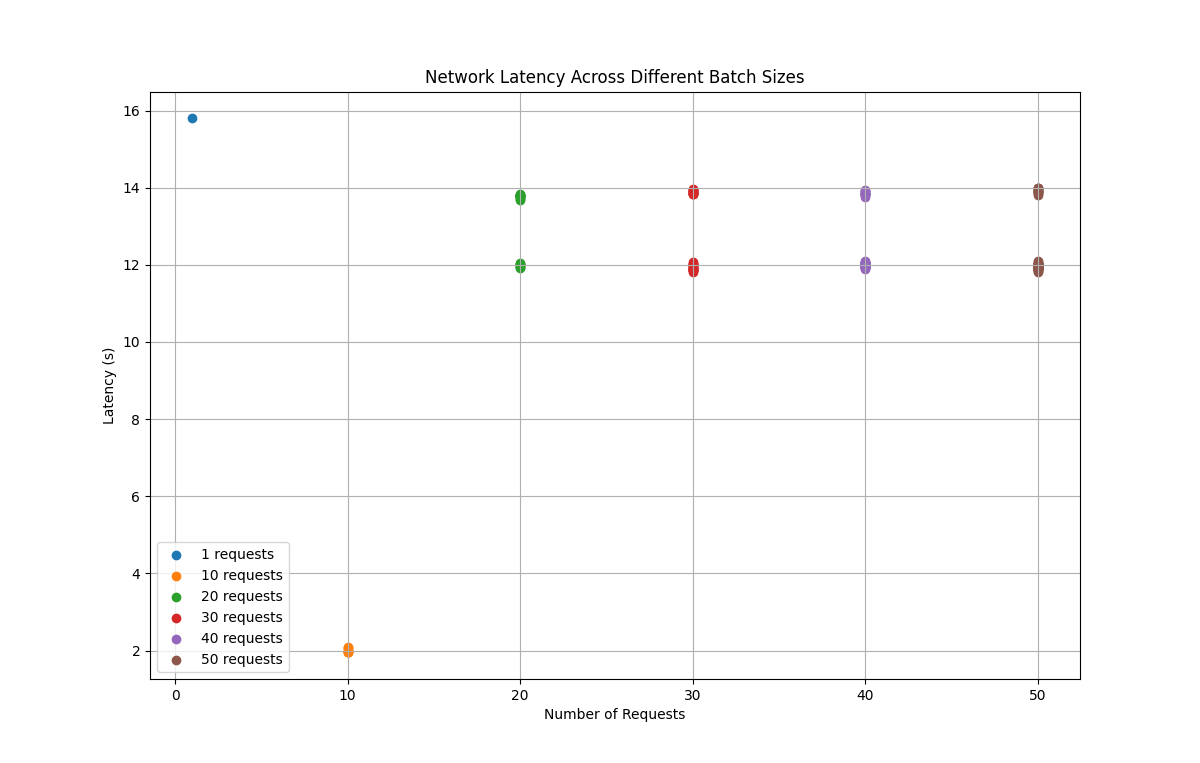 Network Latency Across Different Batch Sizes
16
14
12
10
8
6
4
2
Latency (s)
1 requests
10 requests
20 requests
30 requests
40 requests
50 requests
0 10 20 30 40 50
Number of Requests